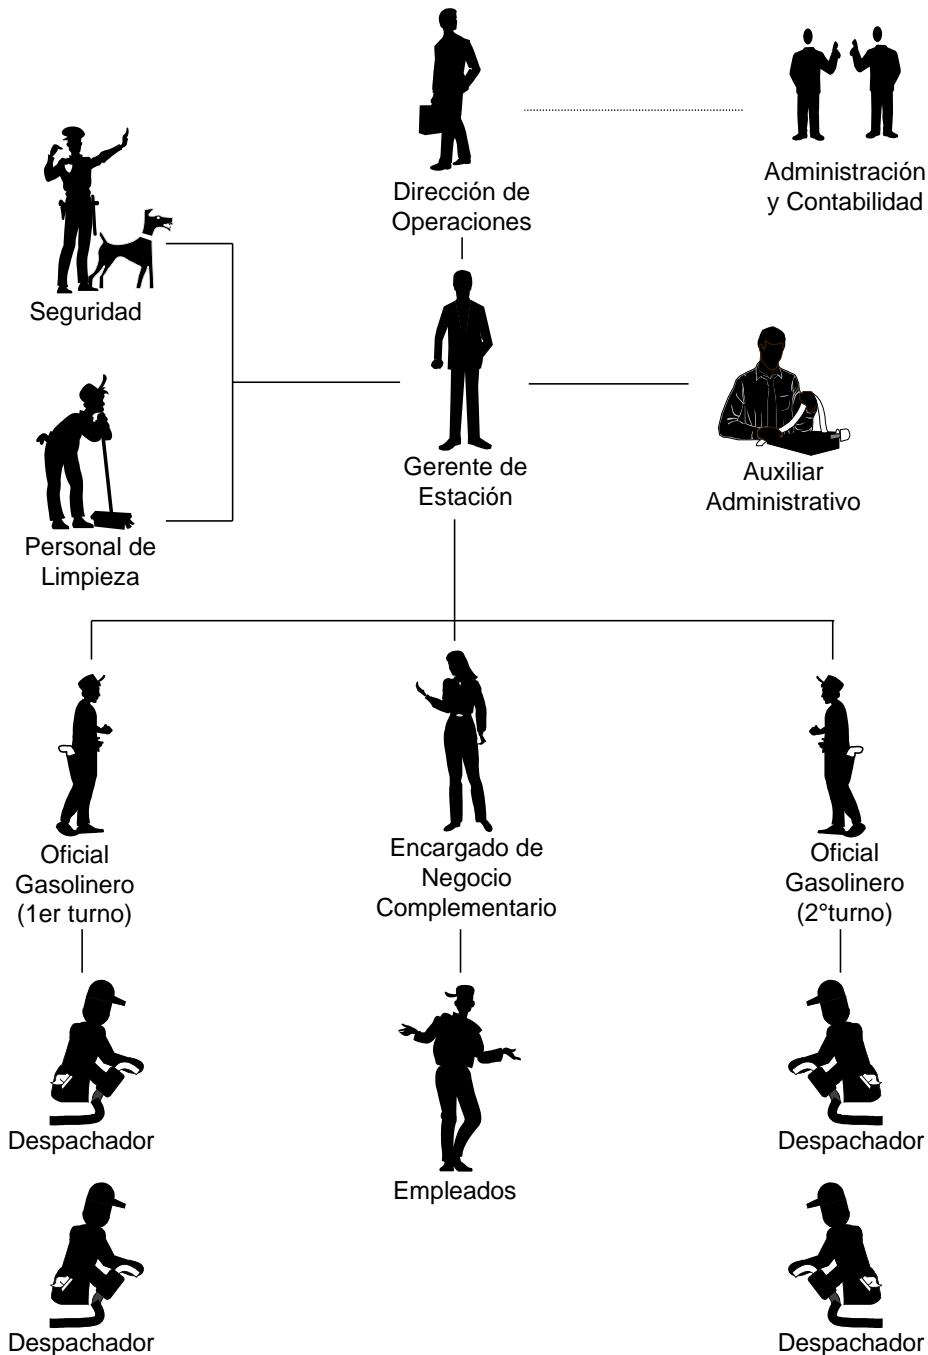 Dirección de
Operaciones
Administración
y Contabilidad
Seguridad
Gerente de
Estación
Auxiliar
Administrativo
Personal de
Limpieza
Oficial
Gasolinero
(1er turno)
Encargado de
Negocio
Complementario
Oficial
Gasolinero
(2°turno)
Despachador
Empleados
Despachador
Despachador
Despachador